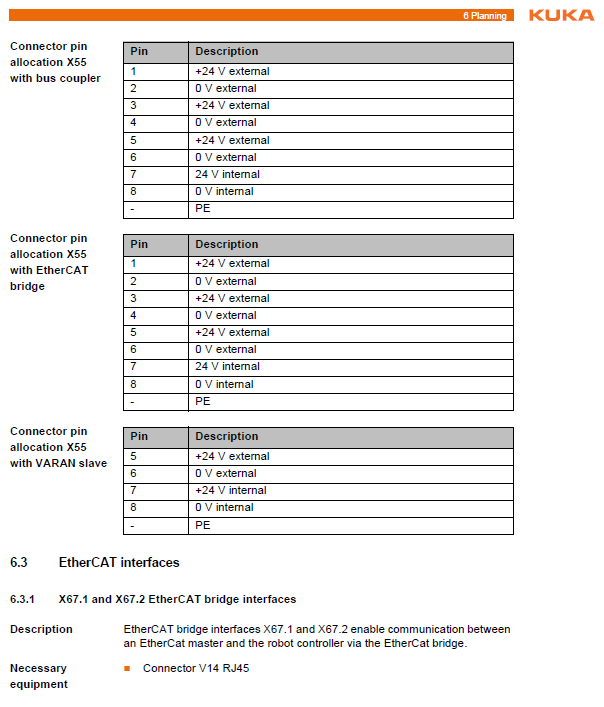 6 Planning KUKA
Connector pin
allocation X55
with bus coupler
Pin Description
1 +24 V external
2 0 V external
3 +24 V external
4 0 V external
5 +24 V external
6 0 V external
7 24 V internal
8 0 V internal
- PE
Connector pin
allocation X55
with EtherCAT
bridge
Pin Description
1 +24 V external
2 0 V external
3 +24 V external
4 0 V external
5 +24 V external
6 0 V external
7 24 V internal
8 0 V internal
- PE
Connector pin
allocation X55
with VARAN slave
Pin Description
5 +24 V external
6 0 V external
7 +24 V internal
8 0 V internal
- PE
6.3 EtherCAT interfaces
6.3.1 X67.1 and X67.2 EtherCAT bridge interfaces
Description
EtherCAT bridge interfaces X67.1 and X67.2 enable communication between
an EtherCat master and the robot controller via the EtherCat bridge.
Necessary
equipment
■ Connector V14 RJ45